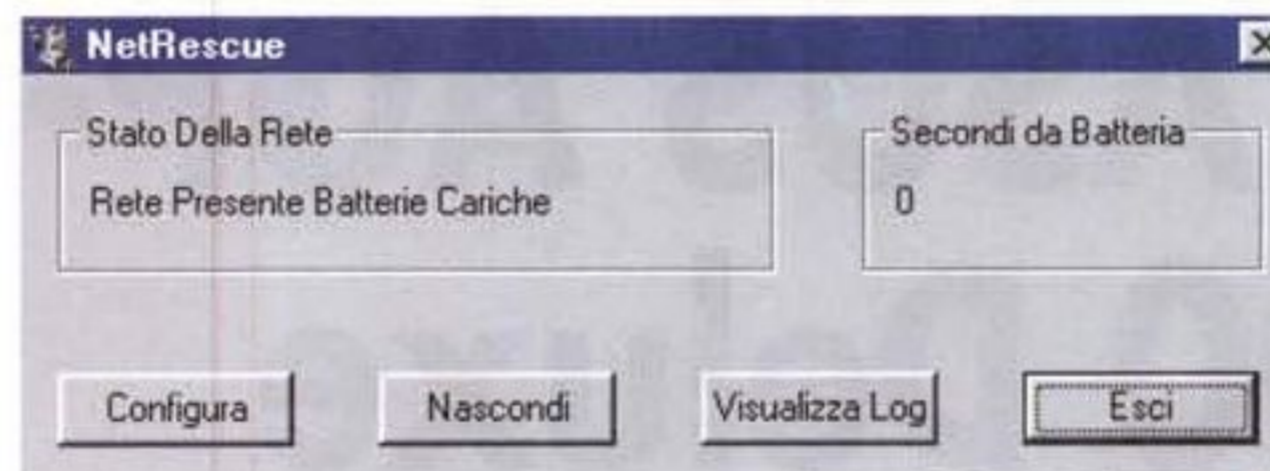 NetRescue
Stato Della Rete
Rete Presente Batterie Cariche
Secondi da Batteria
0
Configura
Nascondi
Visualizza Log
Esci